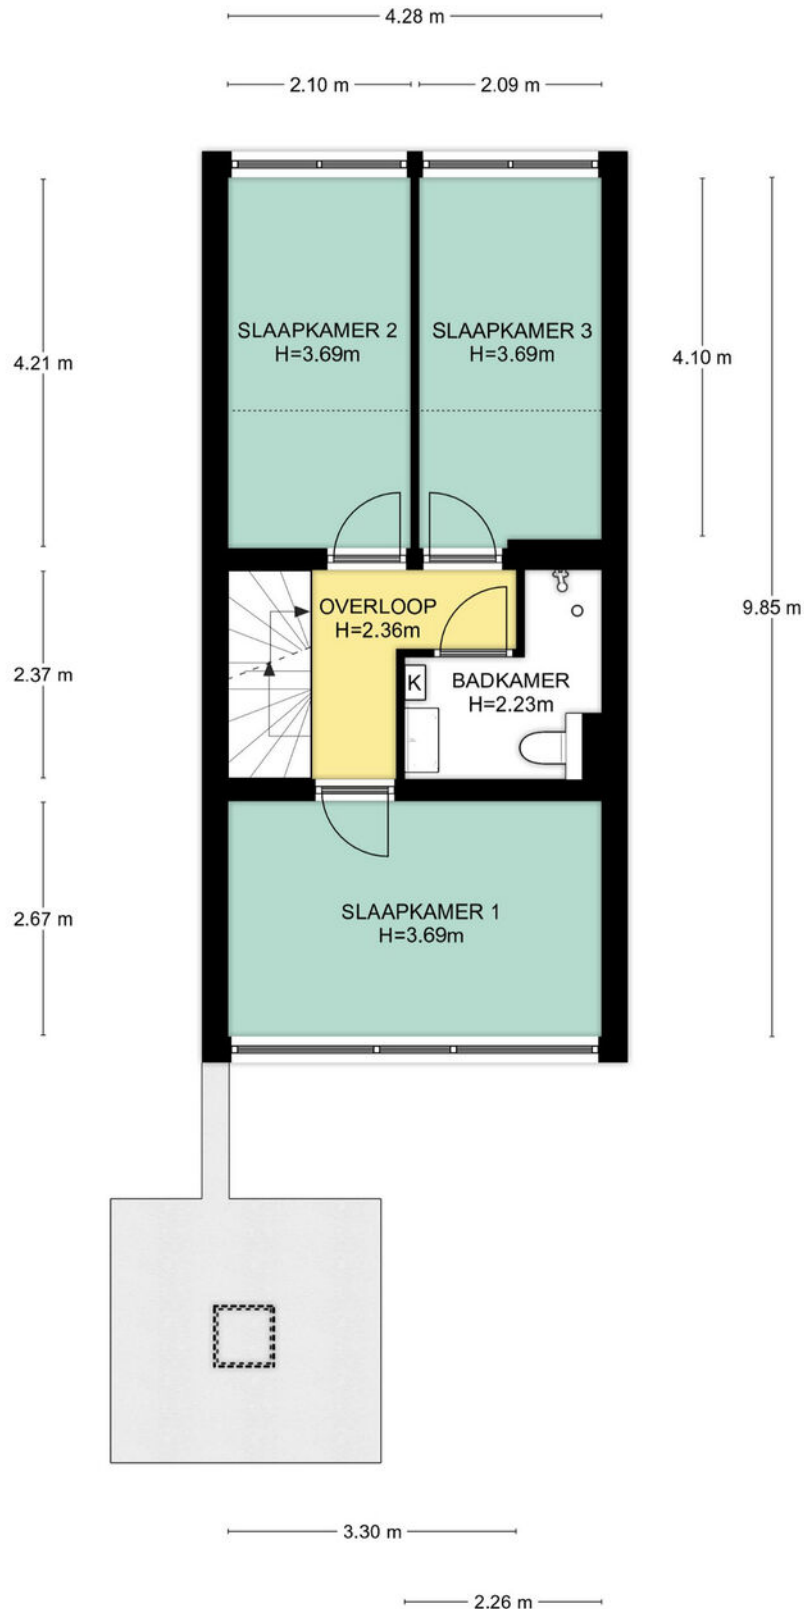 4.28 m
2.10 m
2.09 m
SLAAPKAMER 2
H=3.69m
SLAAPKAMER 3
H=3.69m
4.21 m
4.10 m
OVERLOOP
H=2.36m
9.85 m
2.37 m
K
BADKAMER
H=2.23m
2.67 m
SLAAPKAMER 1
H=3.69m
3.30 m
2.26 m